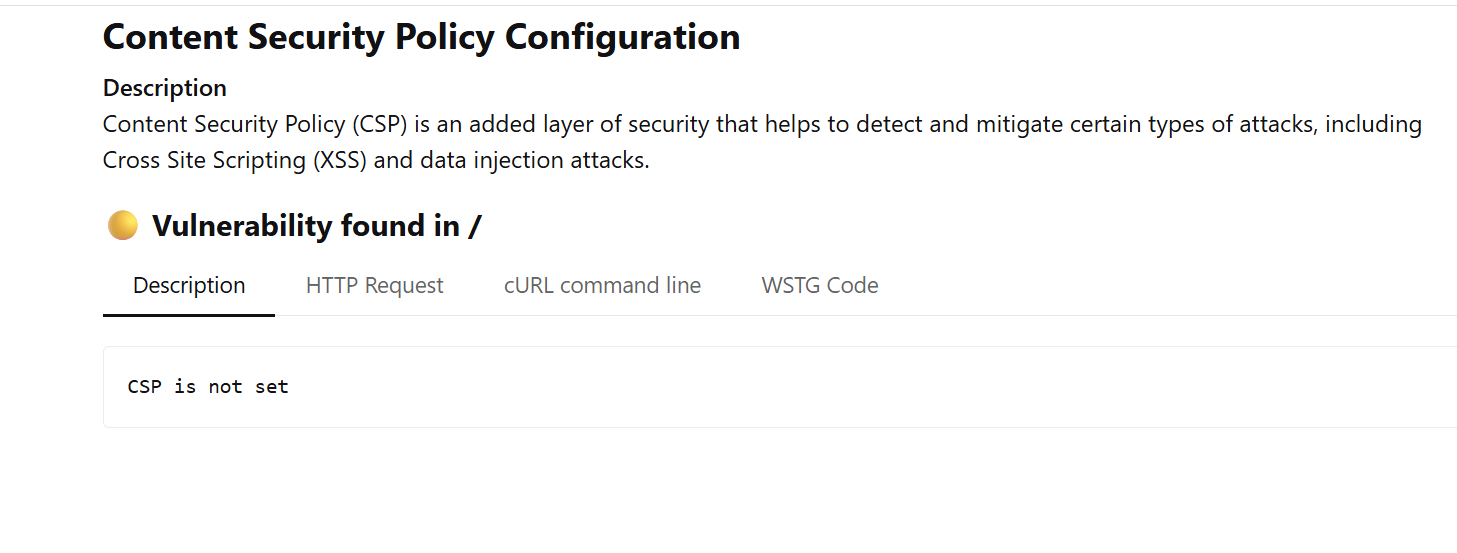 Content Security Policy Configuration
Description
Content Security Policy (CSP) is an added layer of security that helps to detect and mitigate certain types of attacks, including
Cross Site Scripting (XSS) and data injection attacks.
Vulnerability found in /
Description HTTP Request cURL command line WSTG Code
CSP is not set